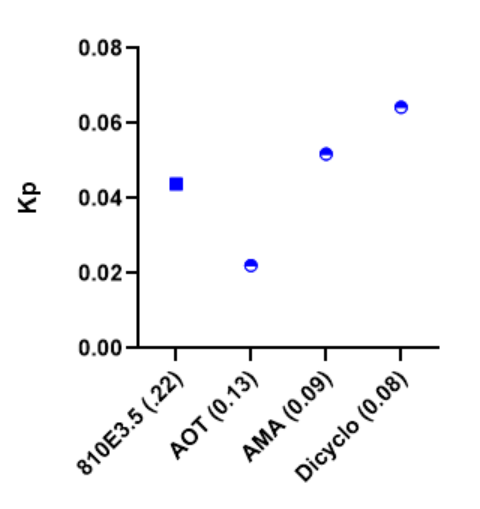 0.08
0.06
0.04
0.02
0.00
Kp
810E3.5 (.22)
AOT (0.13)
AMA (0.09)
Dicyclo (0.08)